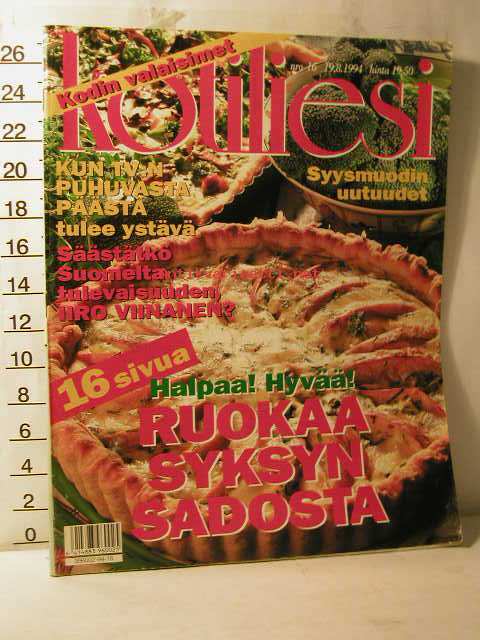 Kodin valaisimet
kotiliesi
nro 16 19.8.1994 hinta 19,50
Syysmuodin
uutuudet
KUN TV:N
PUHUVASTA
PÄÄSTÄ
tulee ystävä
Säästätkö
Suomelta
tulevaisuuden,
IIRO VIINANEN?
16 sivua
Halpaa! Hyvää!
RUOKAA
SYKSYN
SADOSTA
26
24
22
20
18
16
14
12
10
8
6
4
2
0